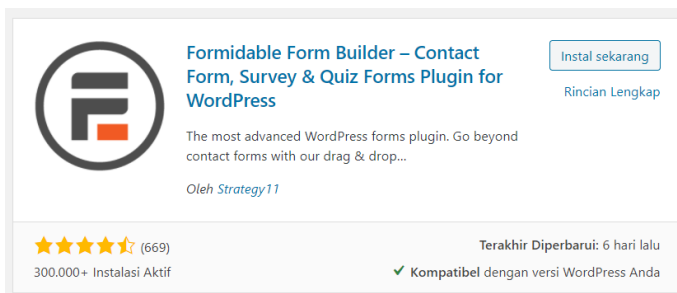 Formidable Form Builder – Contact
Form, Survey & Quiz Forms Plugin for
WordPress
Instal sekarang
Rincian Lengkap
The most advanced WordPress forms plugin. Go beyond
contact forms with our drag & drop...
Oleh Strategy11
(669)
300.000+ Instalasi Aktif
Terakhir Diperbarui: 6 hari lalu
Kompatibel dengan versi WordPress Anda